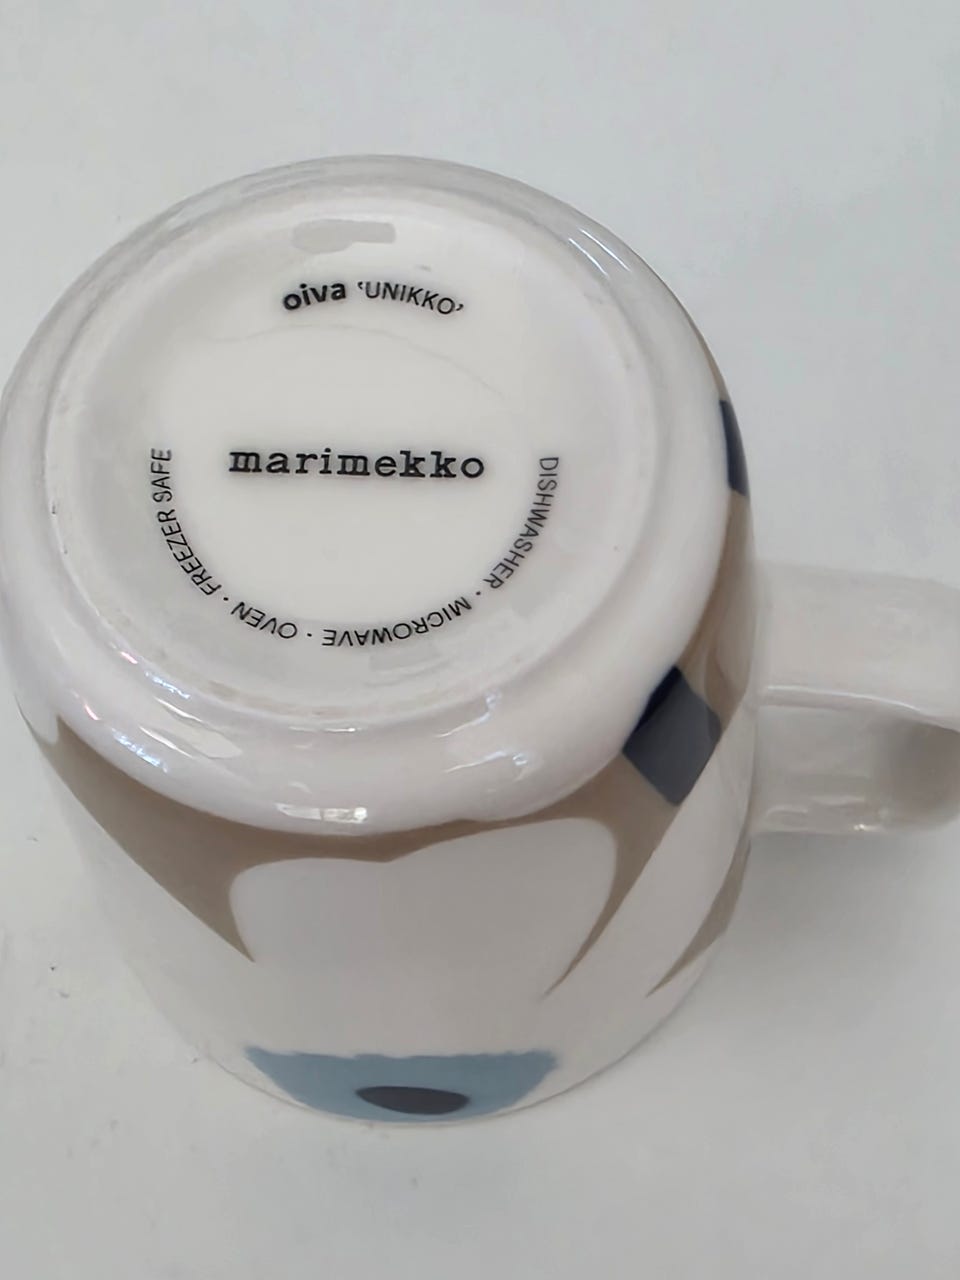 oiva ‘UNIKKO’
marimekko
DISHWASHER · MICROWAVE · OVEN · FREEZER SAFE